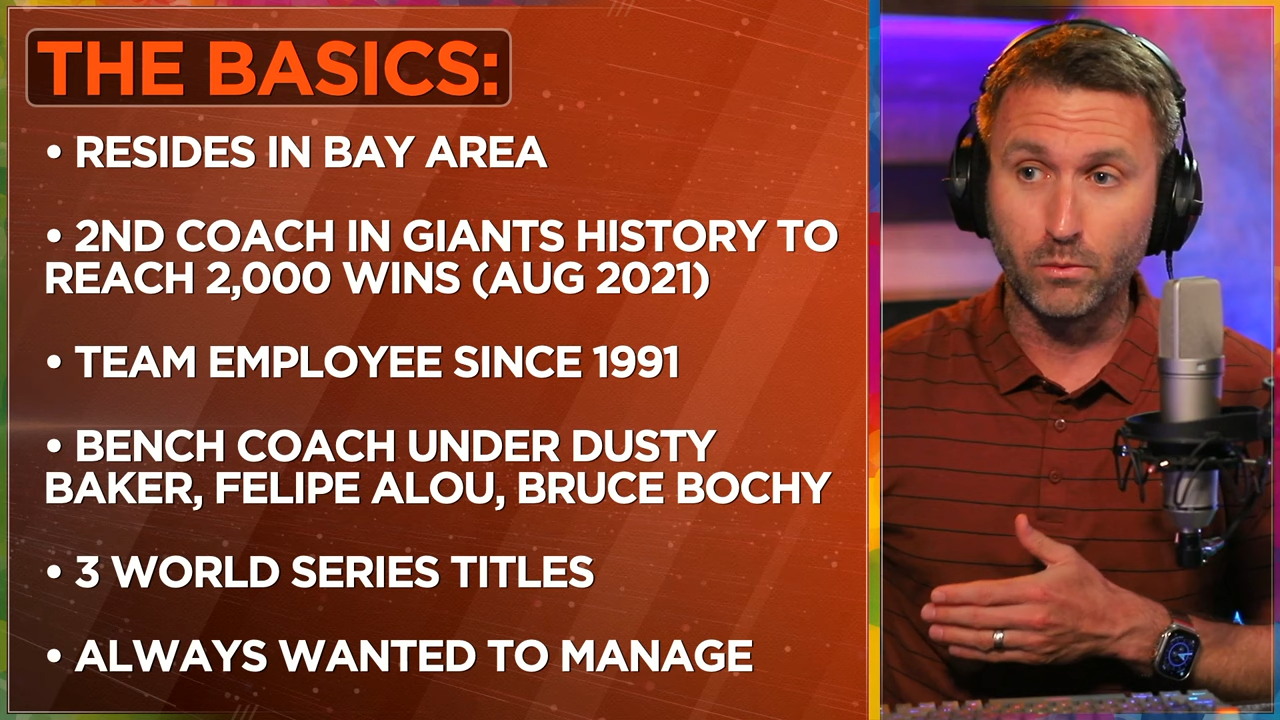 THE BASICS:
• RESIDES IN BAY AREA
• 2ND COACH IN GIANTS HISTORY TO
REACH 2,000 WINS (AUG 2021)
• TEAM EMPLOYEE SINCE 1991
• BENCH COACH UNDER DUSTY
BAKER, FELIPE ALOU, BRUCE BOCHY
• 3 WORLD SERIES TITLES
• ALWAYS WANTED TO MANAGE